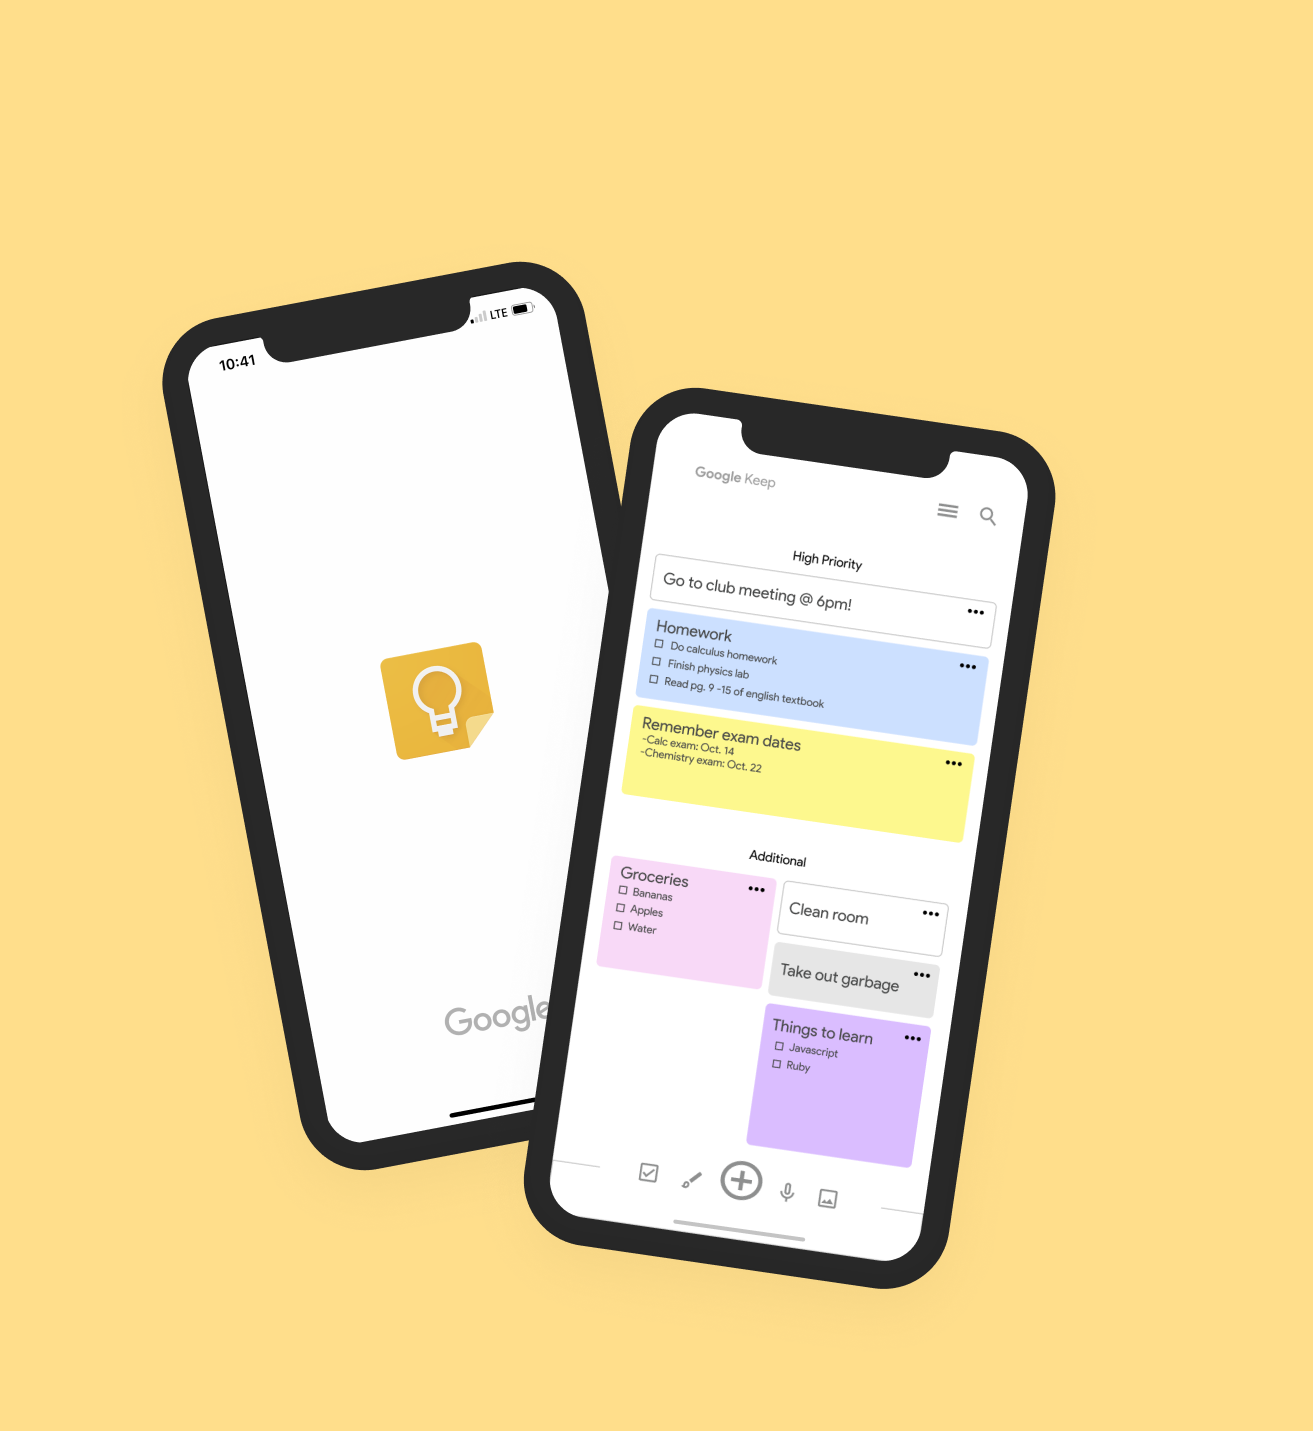 10:41
LTE
Google
Google Keep
High Priority
Go to club meeting @ 6pm!
Homework
Do calculus homework
Finish physics lab
Read pg. 9 -15 of english textbook
Remember exam dates
-Calc exam: Oct. 14
-Chemistry exam: Oct. 22
Additional
Groceries
Bananas
Apples
Water
Clean room
Take out garbage
Things to learn
Javascript
Ruby